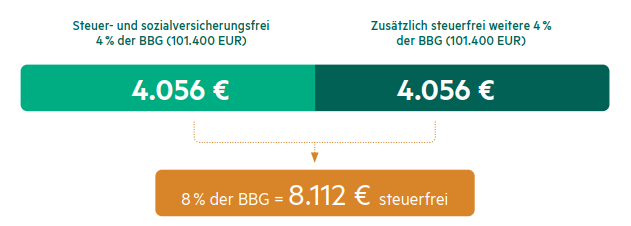 Steuer- und sozialversicherungsfrei
4 % der BBG (101.400 EUR)
Zusätzlich steuerfrei weitere 4 %
der BBG (101.400 EUR)
4.056 €
4.056 €
8 % der BBG = 8.112 € steuerfrei